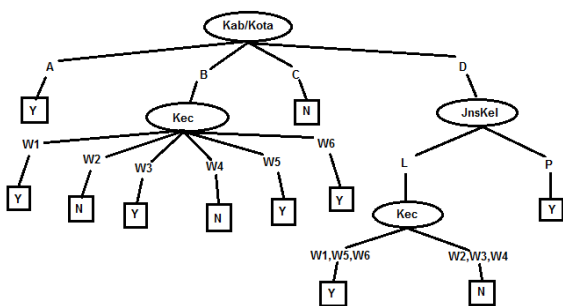 Kab/Kota
A
B
C
D
Y
Kec
N
JnsKel
W1
W2
W3
W4
W5
W6
L
P
Y
N
Y
N
Y
Y
Kec
Y
W1,W5,W6
W2,W3,W4
Y
N